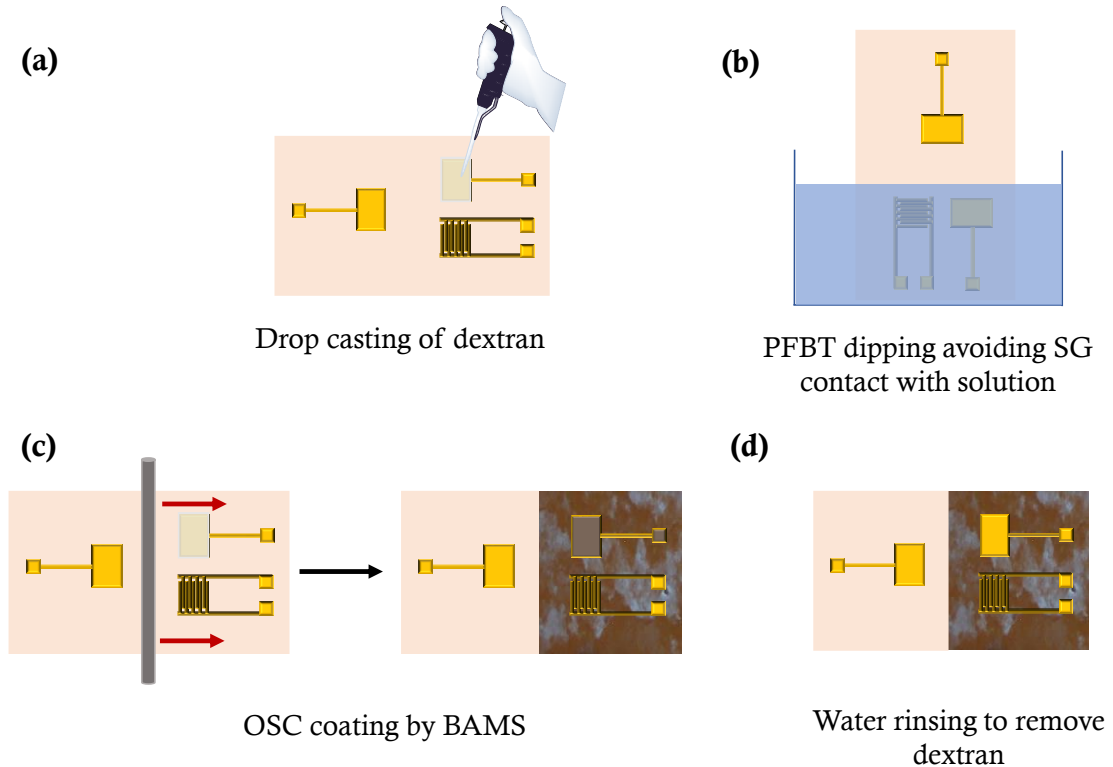 (a)
Drop casting of dextran
(b)
PFBT dipping avoiding SG
contact with solution
(c)
OSC coating by BAMS
(d)
Water rinsing to remove
dextran